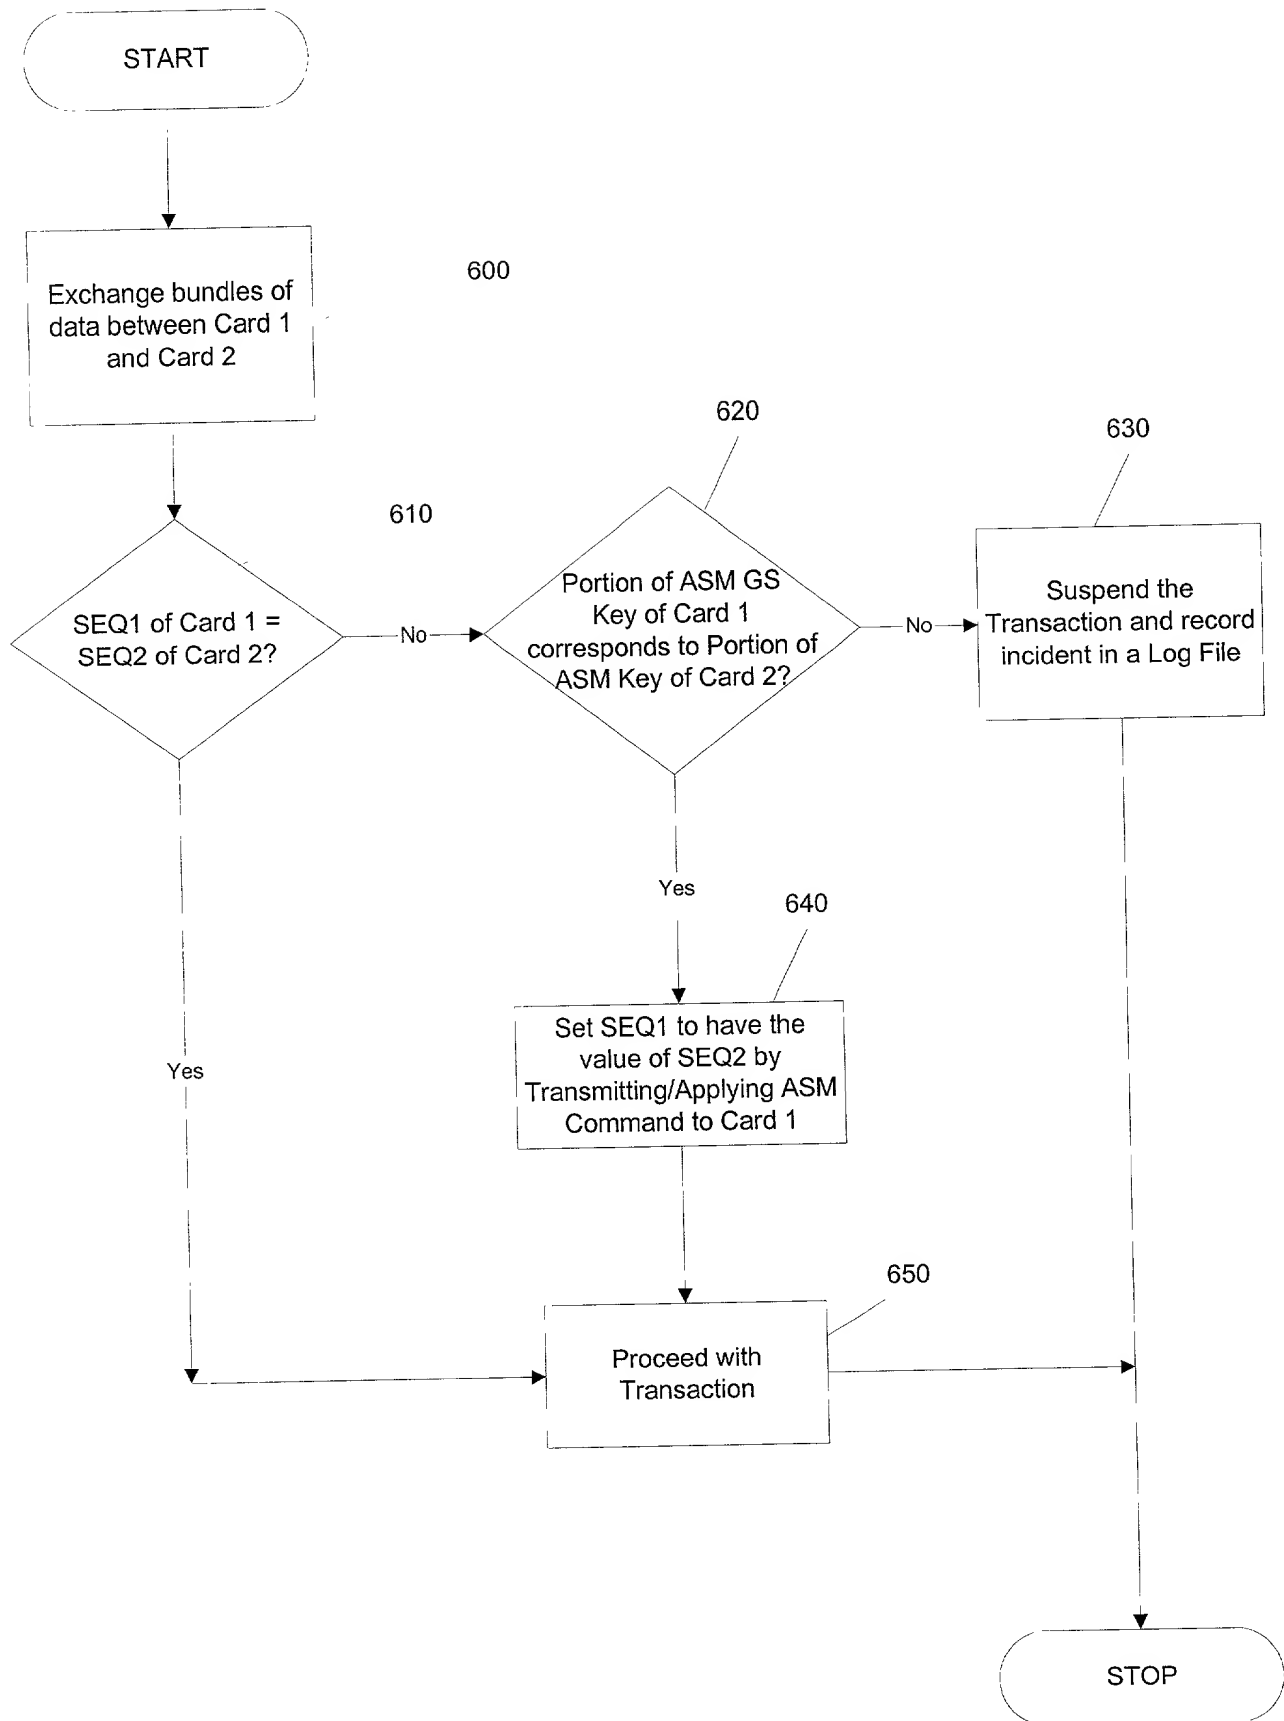 START
600
Exchange bundles of
data between Card 1
and Card 2
620
630
610
SEQ1 of Card 1 =
SEQ2 of Card 2?
No
Portion of ASM GS
Key of Card 1
corresponds to Portion of
ASM Key of Card 2?
No
Suspend the
Transaction and record
incident in a Log File
Yes
640
Set SEQ1 to have the
value of SEQ2 by
Transmitting/Applying ASM
Command to Card 1
Yes
650
Proceed with
Transaction
STOP